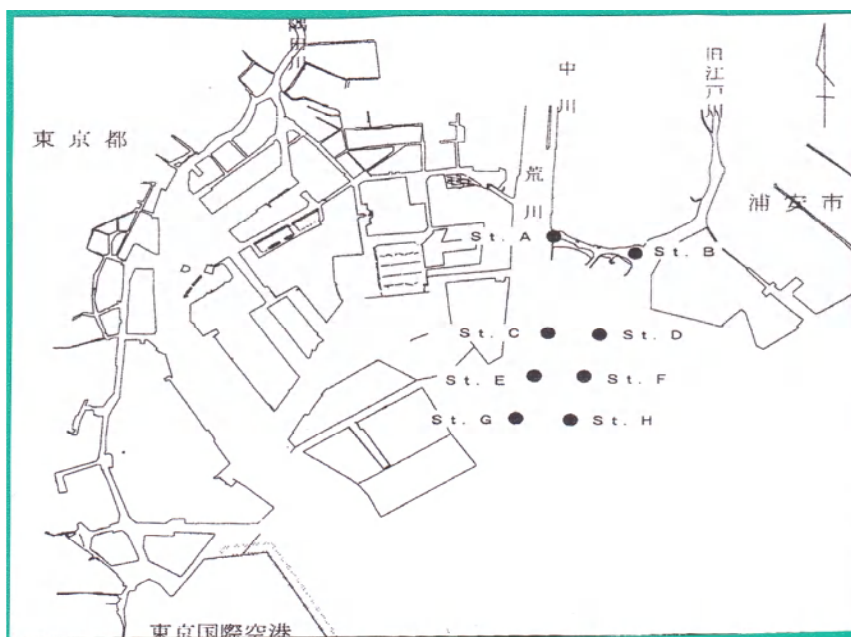 中川
旧江戸川
東京都
荒川
浦安市
St. A
St. B
St. C
St. D
St. E
St. F
St. G
St. H
東京国際空港